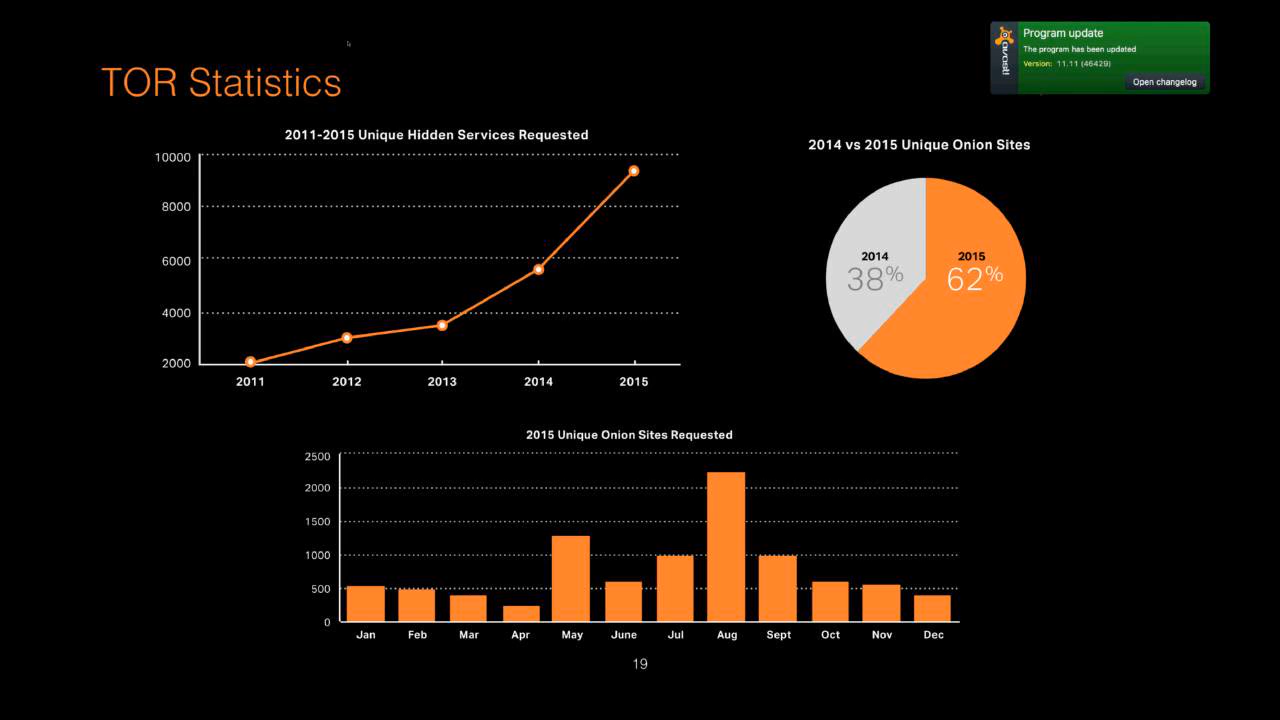 TOR Statistics
avast!
Program update
The program has been updated
Version: 11.11 (46429)
Open changelog
2011-2015 Unique Hidden Services Requested
10000
8000
6000
4000
2000
2011 2012 2013 2014 2015
2014 vs 2015 Unique Onion Sites
2014 2015
38% 62%
2015 Unique Onion Sites Requested
2500
2000
1500
1000
500
0
Jan Feb Mar Apr May June Jul Aug Sept Oct Nov Dec
19